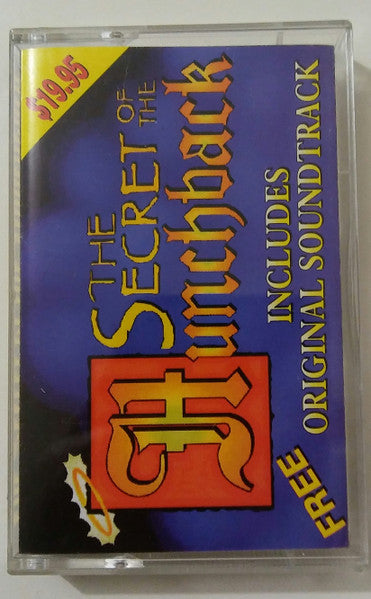 $19.95
THE
SECRET OF THE
Hunchback
INCLUDES
FREE ORIGINAL SOUNDTRACK